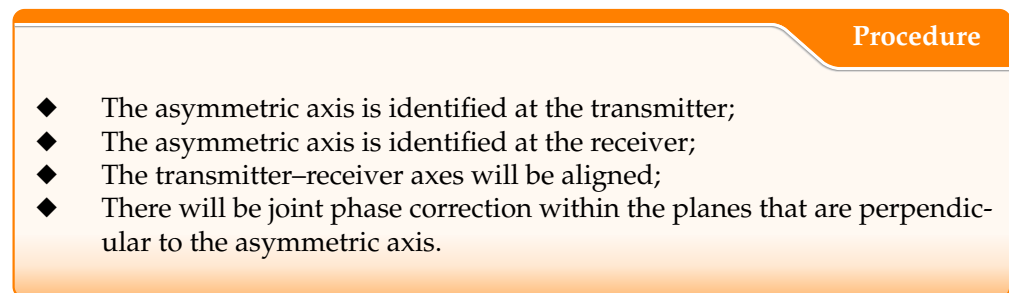 Procedure
◆ The asymmetric axis is identified at the transmitter;
◆ The asymmetric axis is identified at the receiver;
◆ The transmitter–receiver axes will be aligned;
◆ There will be joint phase correction within the planes that are perpendic-
ular to the asymmetric axis.